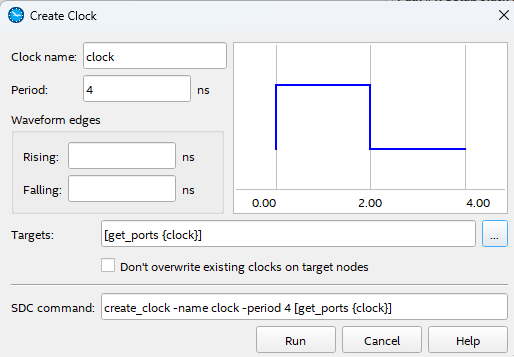 Create Clock
Clock name: clock
Period: 4 ns
Waveform edges
Rising: ns
Falling: ns
0.00 2.00 4.00
Targets: [get_ports {clock}] ...
Don't overwrite existing clocks on target nodes
SDC command: create_clock -name clock -period 4 [get_ports {clock}]
Run Cancel Help